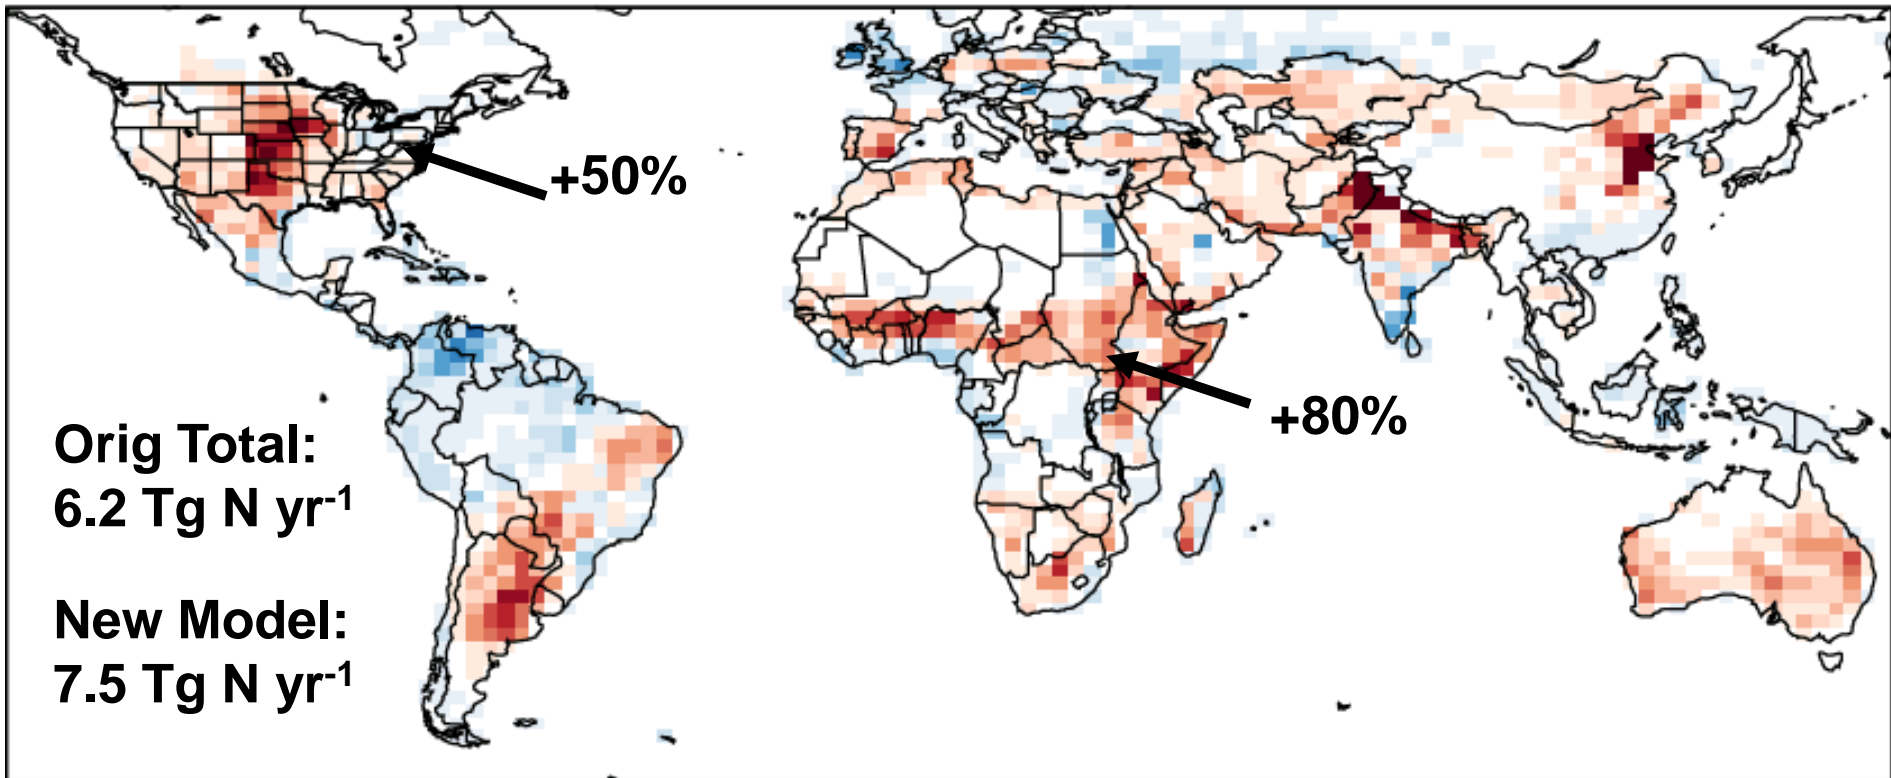 +50%
+80%
Orig Total:
6.2 Tg N yr⁻¹
New Model:
7.5 Tg N yr⁻¹